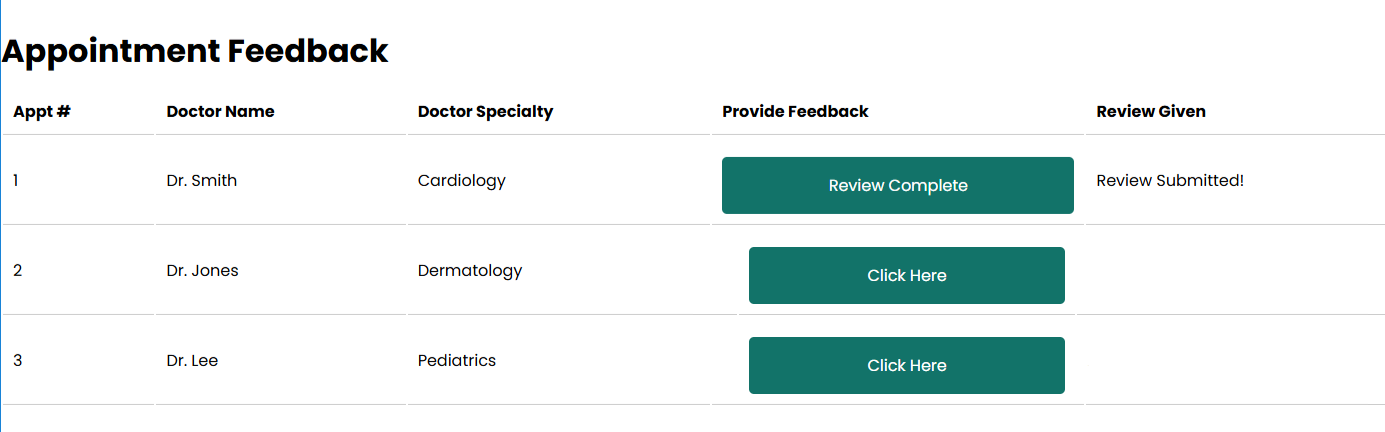 Appointment Feedback
Appt # Doctor Name Doctor Specialty Provide Feedback Review Given
1 Dr. Smith Cardiology Review Complete Review Submitted!
2 Dr. Jones Dermatology Click Here
3 Dr. Lee Pediatrics Click Here